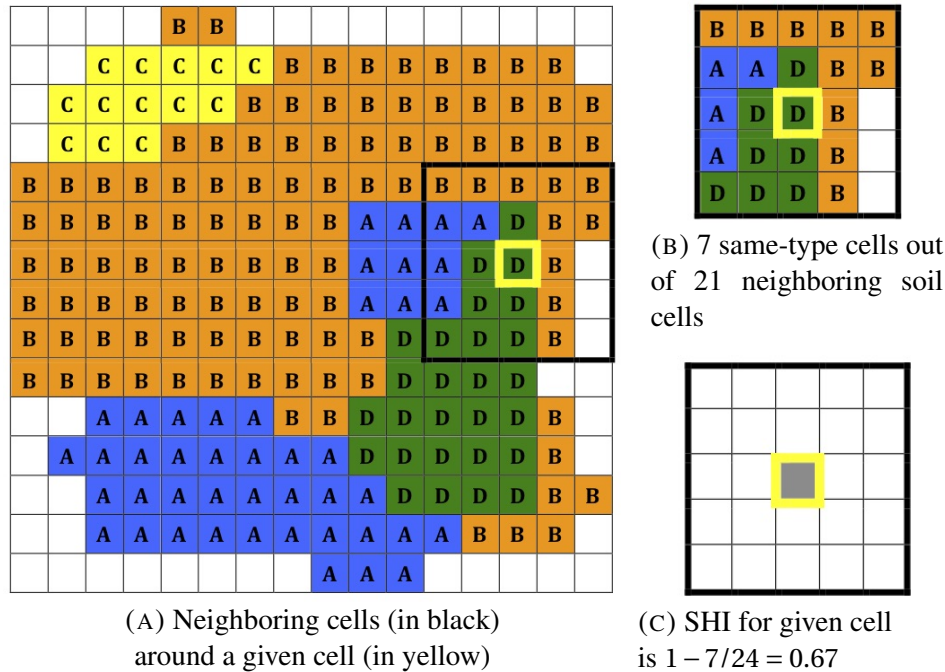 B B
C C C C C B B B B B B B B
C C C C C B B B B B B B B B B
C C C B B B B B B B B B B B B
B B B B B B B B B B B B B B B B
B B B B B B B B B A A A A D B B
B B B B B B B B B A A A D D B
B B B B B B B B B A A A D D B
B B B B B B B B B B D D D D B
B B B B B B B B B B D D D D
A A A A A B B D D D D D B
A A A A A A A A D D D D D B
A A A A A A A A D D D D B B
A A A A A A A A A A B B B
A A A
(A) Neighboring cells (in black)
around a given cell (in yellow)
B B B B B
A A D B B
A D D B
A D D B
D D D B
(B) 7 same-type cells out
of 21 neighboring soil
cells
(C) SHI for given cell
is 1 − 7/24 = 0.67